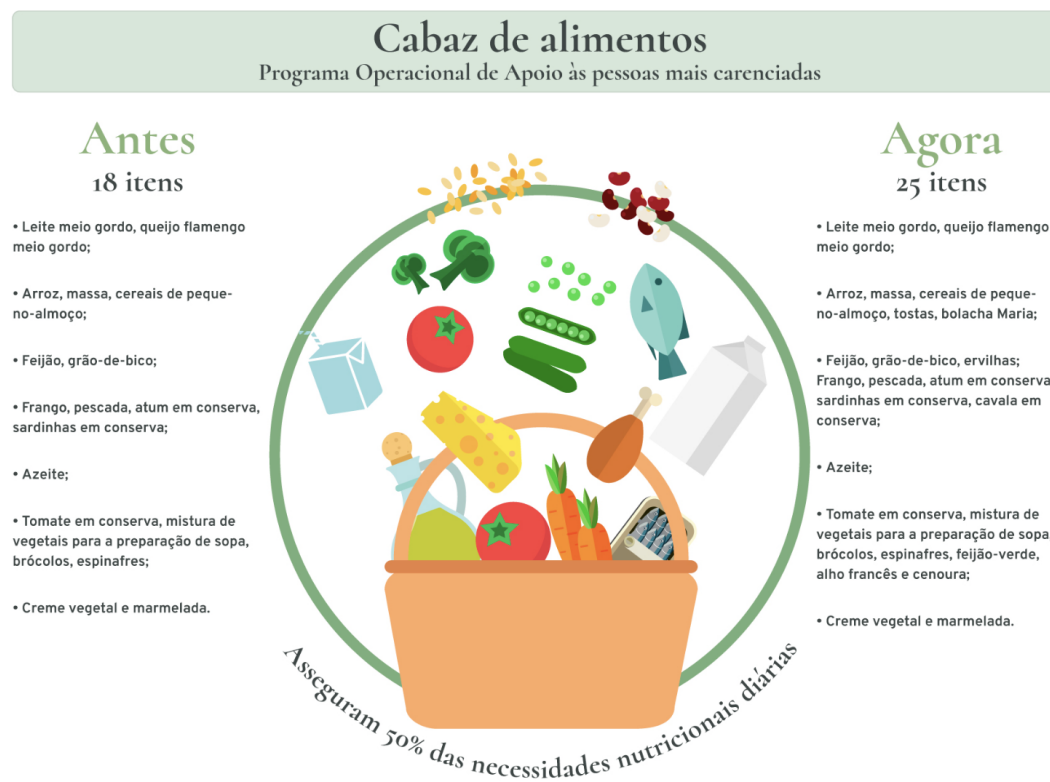 Cabaz de alimentos
Programa Operacional de Apoio às pessoas mais carenciadas
Antes
18 itens
• Leite meio gordo, queijo flamengo
meio gordo;
• Arroz, massa, cereais de peque-
no-almoço;
• Feijão, grão-de-bico;
• Frango, pescada, atum em conserva,
sardinhas em conserva;
• Azeite;
• Tomate em conserva, mistura de
vegetais para a preparação de sopa,
brócolos, espinafres;
• Creme vegetal e marmelada.
Agora
25 itens
• Leite meio gordo, queijo flamengo
meio gordo;
• Arroz, massa, cereais de peque-
no-almoço, tostas, bolacha Maria;
• Feijão, grão-de-bico, ervilhas;
Frango, pescada, atum em conserva
sardinhas em conserva, cavala em
conserva;
• Azeite;
• Tomate em conserva, mistura de
vegetais para a preparação de sopa
brócolos, espinafres, feijão-verde,
alho francês e cenoura;
• Creme vegetal e marmelada.
Asseguram 50% das necessidades nutricionais diárias